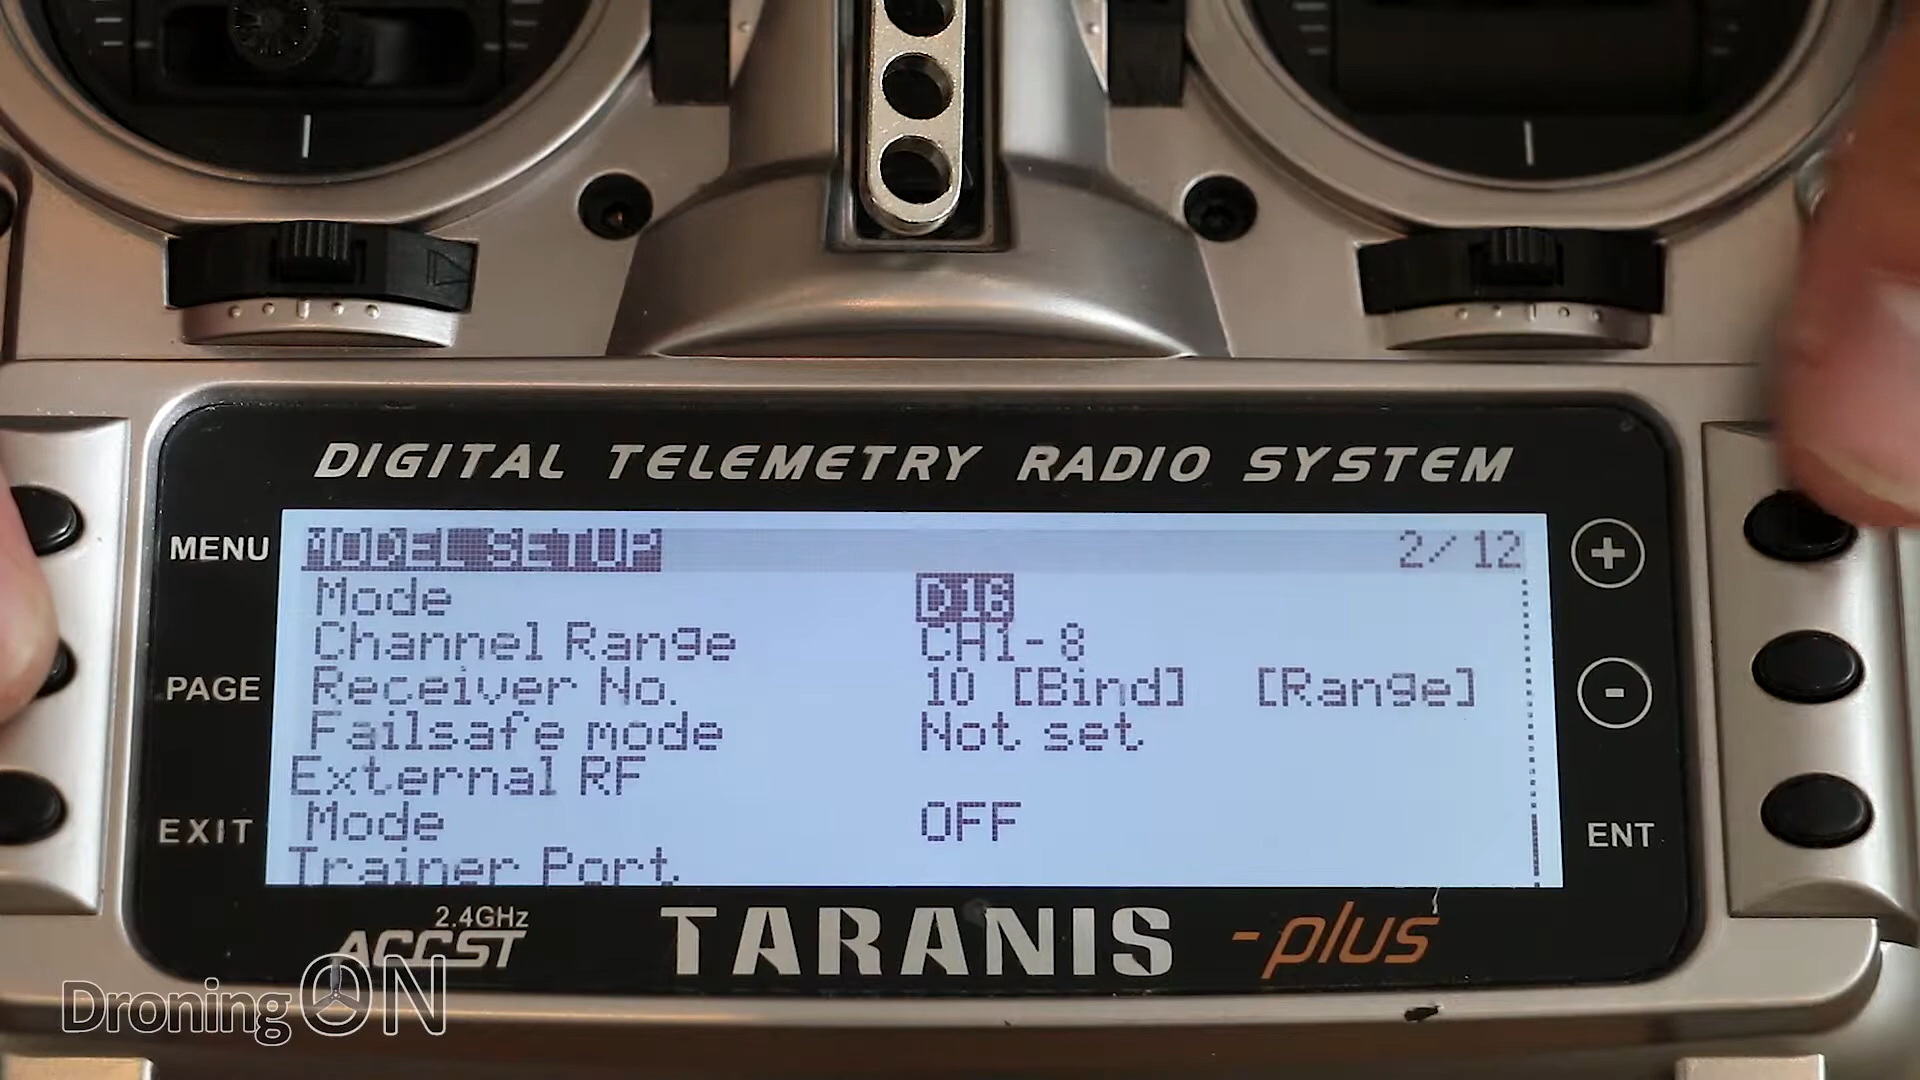 DIGITAL TELEMETRY RADIO SYSTEM
MENU
PAGE
EXIT
MODEL SETUP 2/12
Mode D16
Channel Range CH1-8
Receiver No. 10 [Bind] [Range]
Failsafe mode Not set
External RF
Mode OFF
Trainer Port
+
-
ENT
2.4GHz
ACCST
TARANIS -plus
DroningON